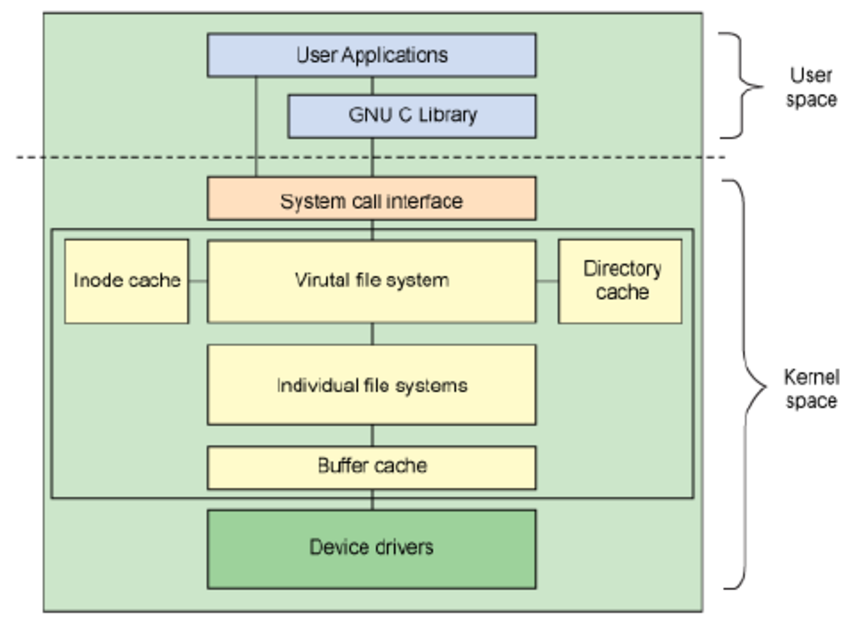 User Applications
User
space
GNU C Library
System call interface
Inode cache
Virutal file system
Directory
cache
Individual file systems
Kernel
space
Buffer cache
Device drivers